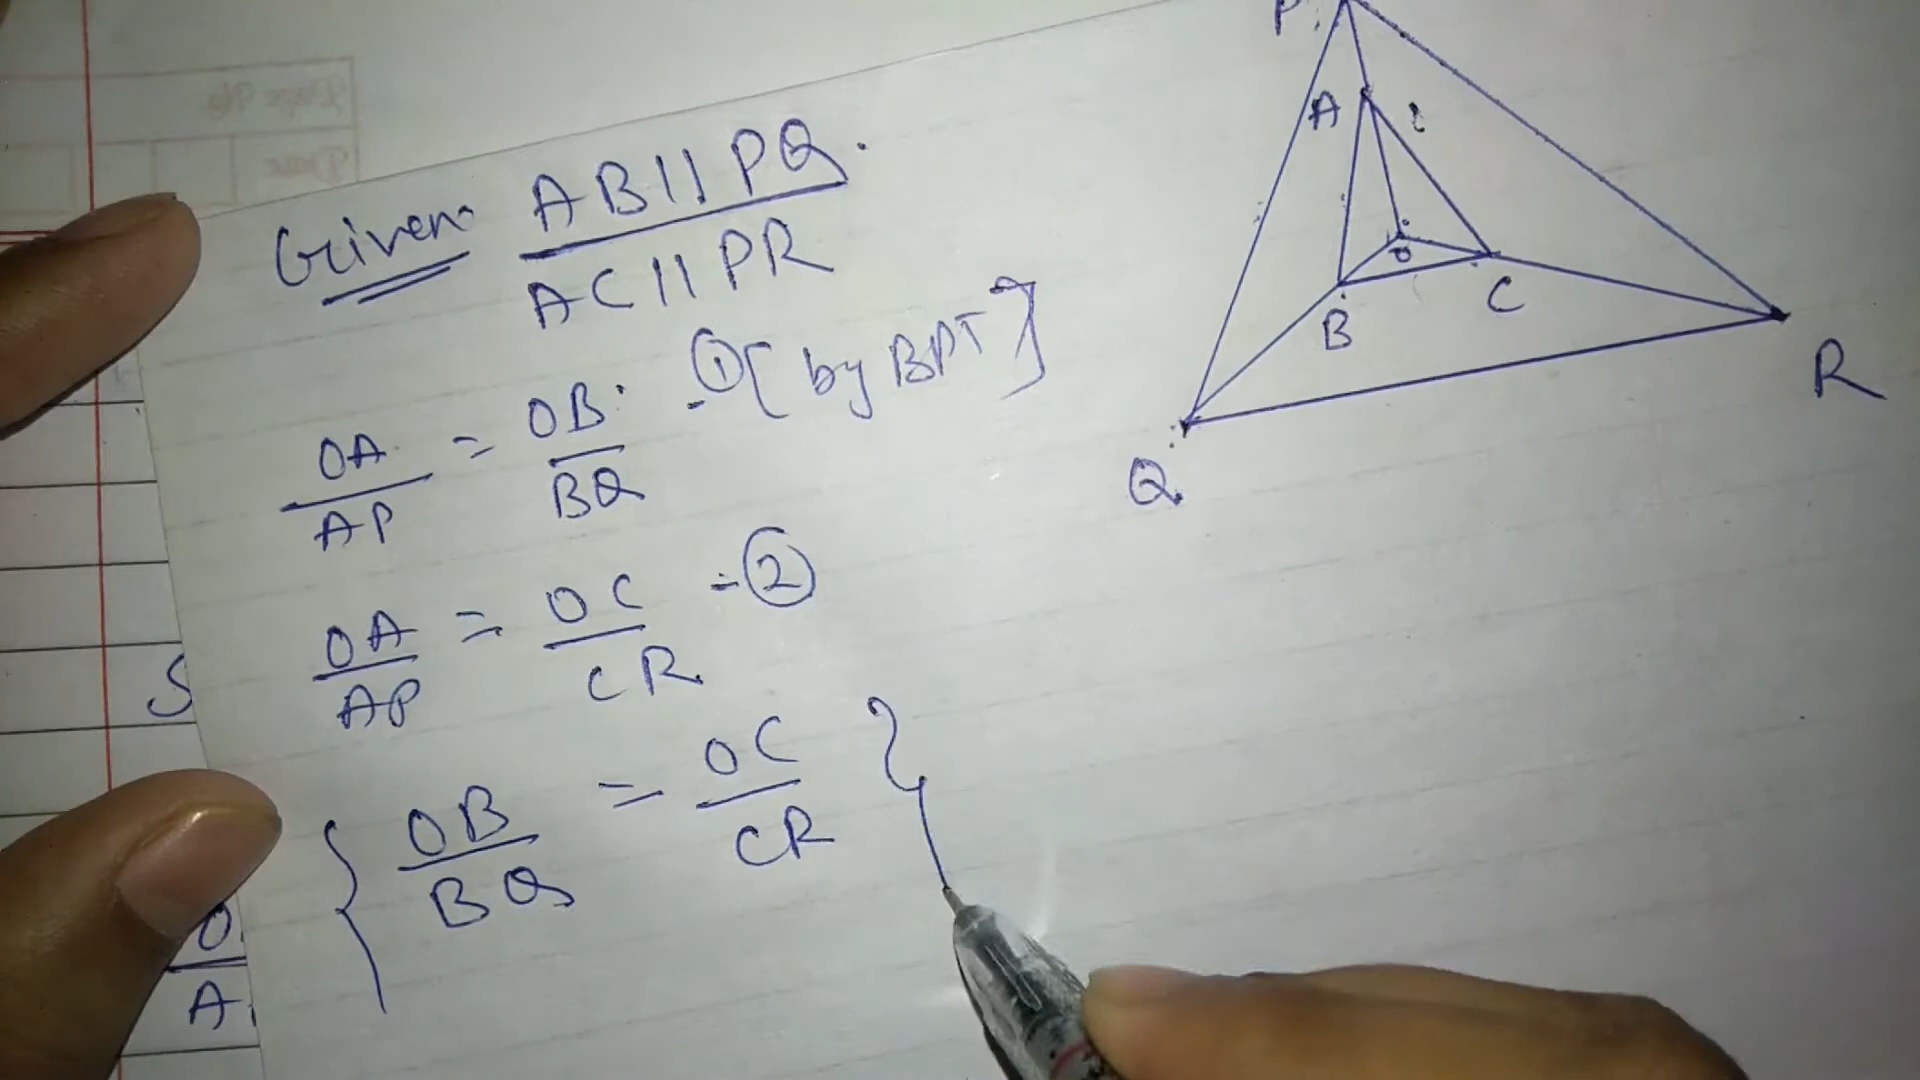 Given AB || PQ.
AC || PR
OA/AP = OB/BQ - ① [by BPT]
OA/AP = OC/CR - ②
{ OB/BQ = OC/CR }
P
A
O
B
C
R
Q
S
O
A